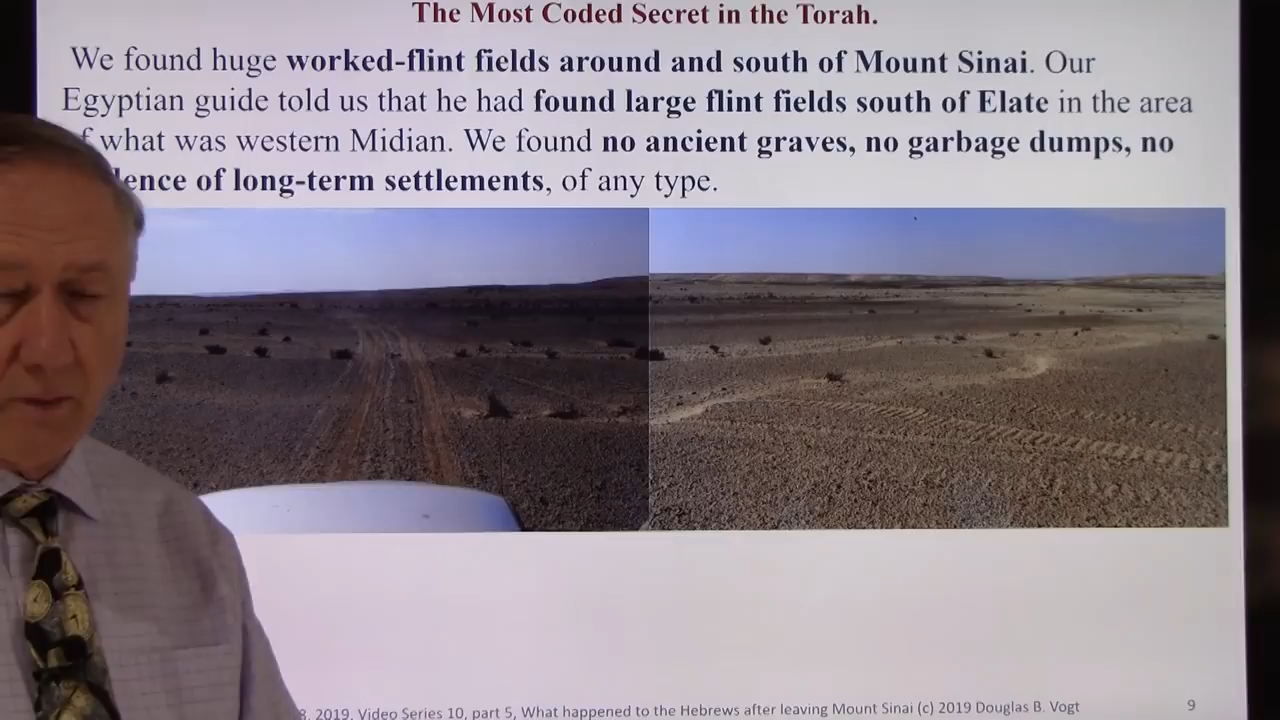 The Most Coded Secret in the Torah.
We found huge worked-flint fields around and south of Mount Sinai. Our
Egyptian guide told us that he had found large flint fields south of Elate in the area
what was western Midian. We found no ancient graves, no garbage dumps, no
lence of long-term settlements, of any type.
8, 2019, Video Series 10, part 5, What happened to the Hebrews after leaving Mount Sinai (c) 2019 Douglas B. Vogt
9